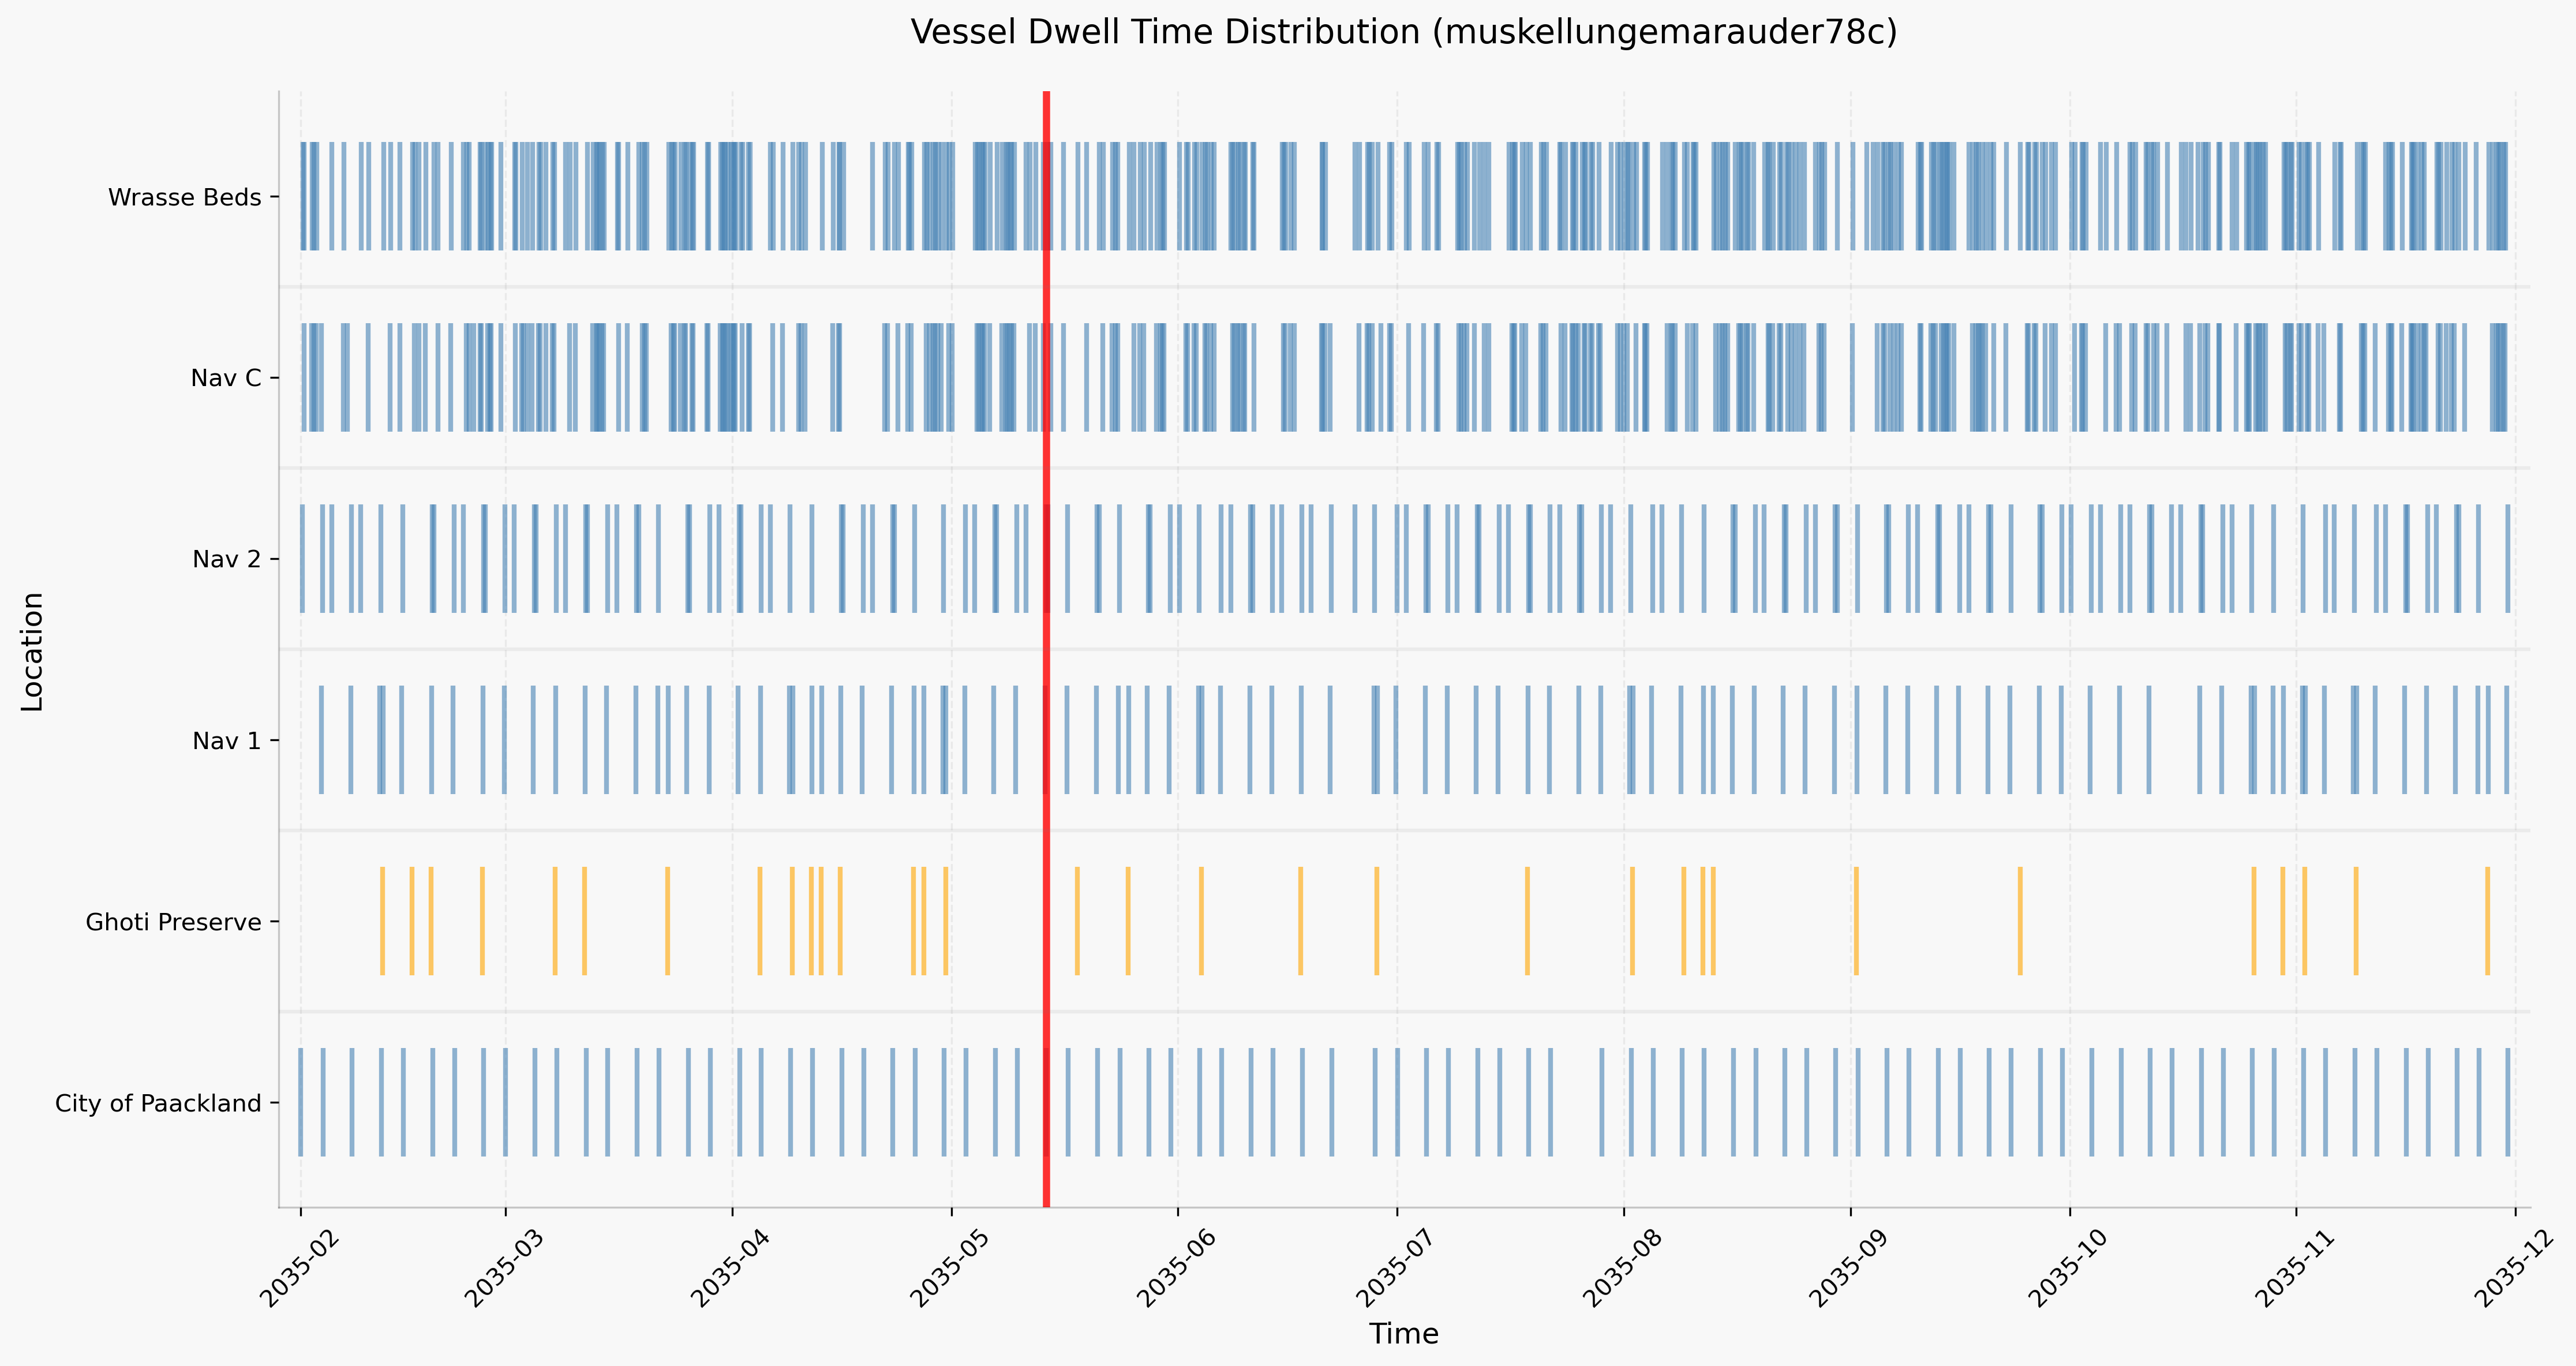 Vessel Dwell Time Distribution (muskellungemarauder78c)
Location
Wrasse Beds
Nav C
Nav 2
Nav 1
Ghoti Preserve
City of Paackland
2035-02
2035-03
2035-04
2035-05
2035-06
2035-07
2035-08
2035-09
2035-10
2035-11
2035-12
Time